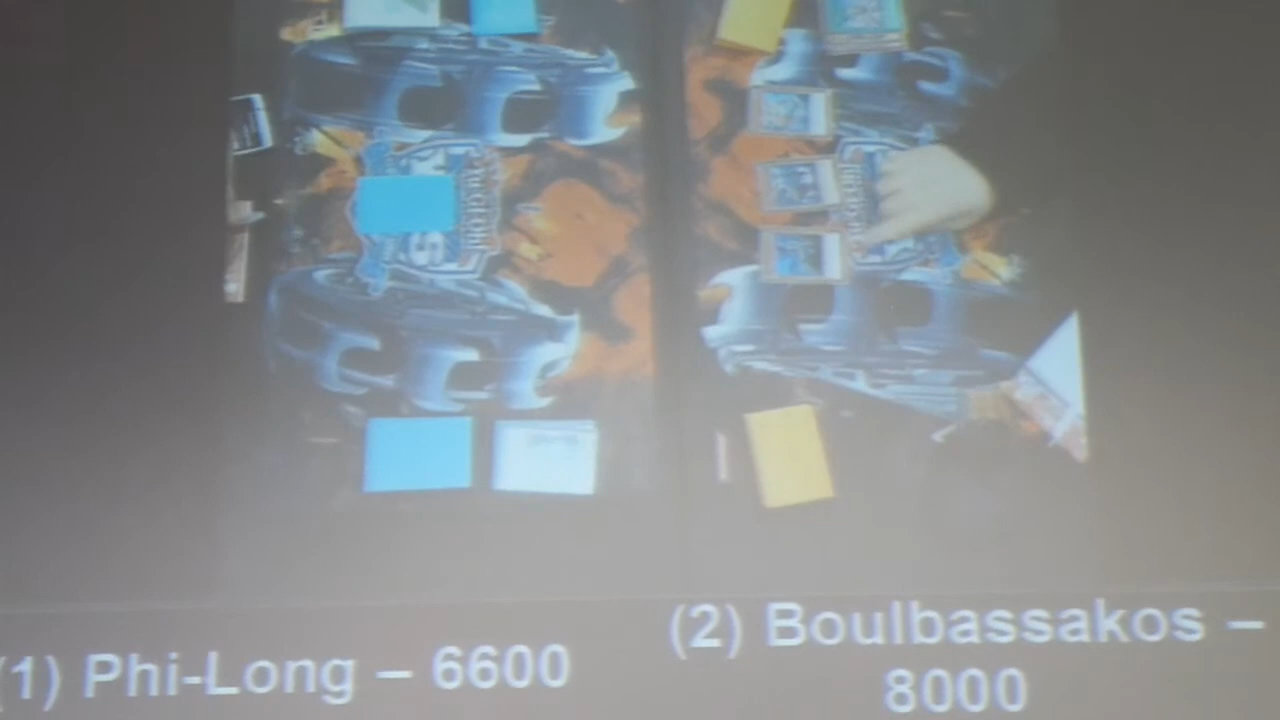 (1) Phi-Long – 6600
(2) Boulbassakos –
8000